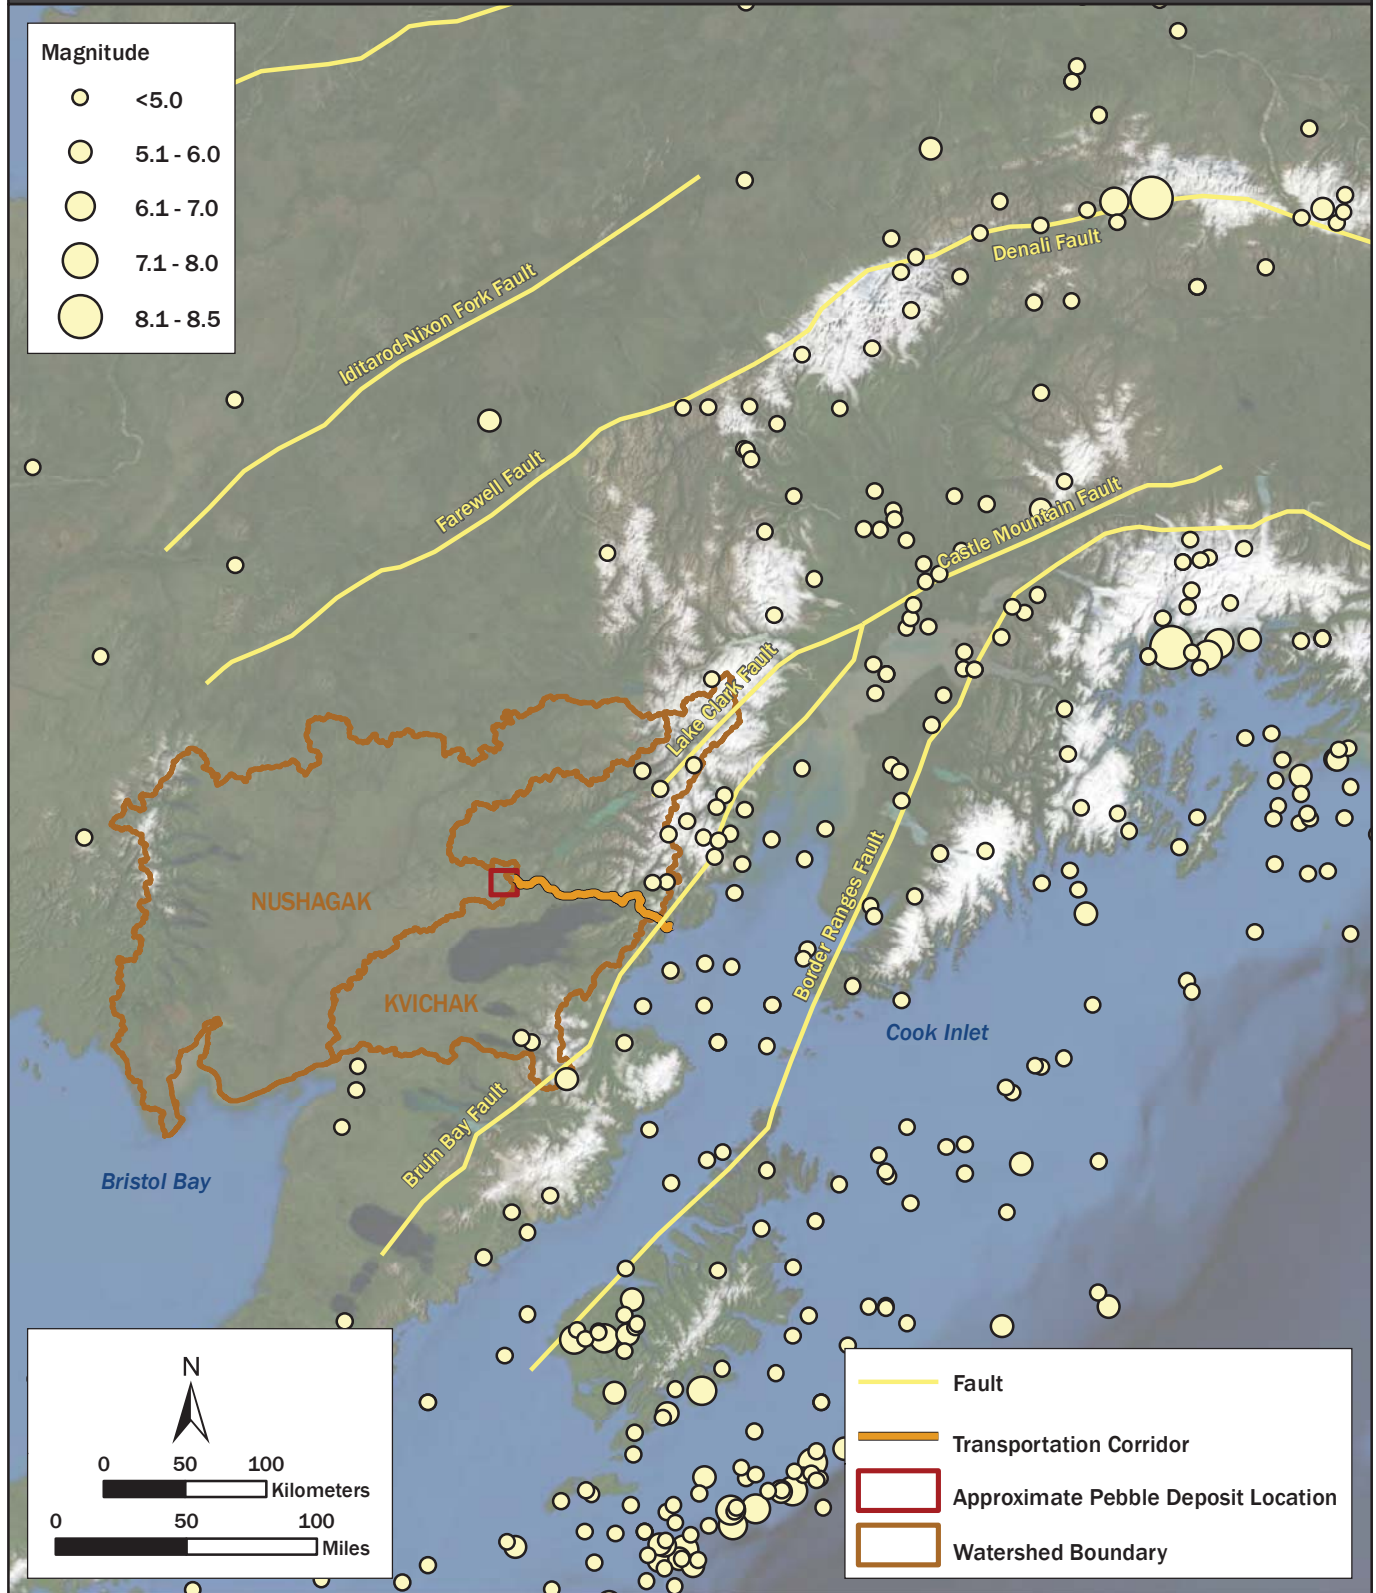 Magnitude
<5.0
5.1 - 6.0
6.1 - 7.0
7.1 - 8.0
8.1 - 8.5
Denali Fault
Iditarod-Nixon Fork Fault
Farewell Fault
Castle Mountain Fault
Lake Clark Fault
NUSHAGAK
Border Ranges Fault
KVICHAK
Cook Inlet
Bruin Bay Fault
Bristol Bay
N
0 50 100
Kilometers
0 50 100
Miles
Fault
Transportation Corridor
Approximate Pebble Deposit Location
Watershed Boundary